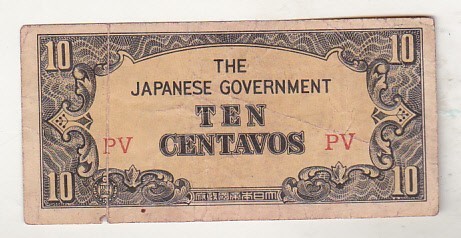 10 10
THE
JAPANESE GOVERNMENT
TEN
PV CENTAVOS PV
10 10